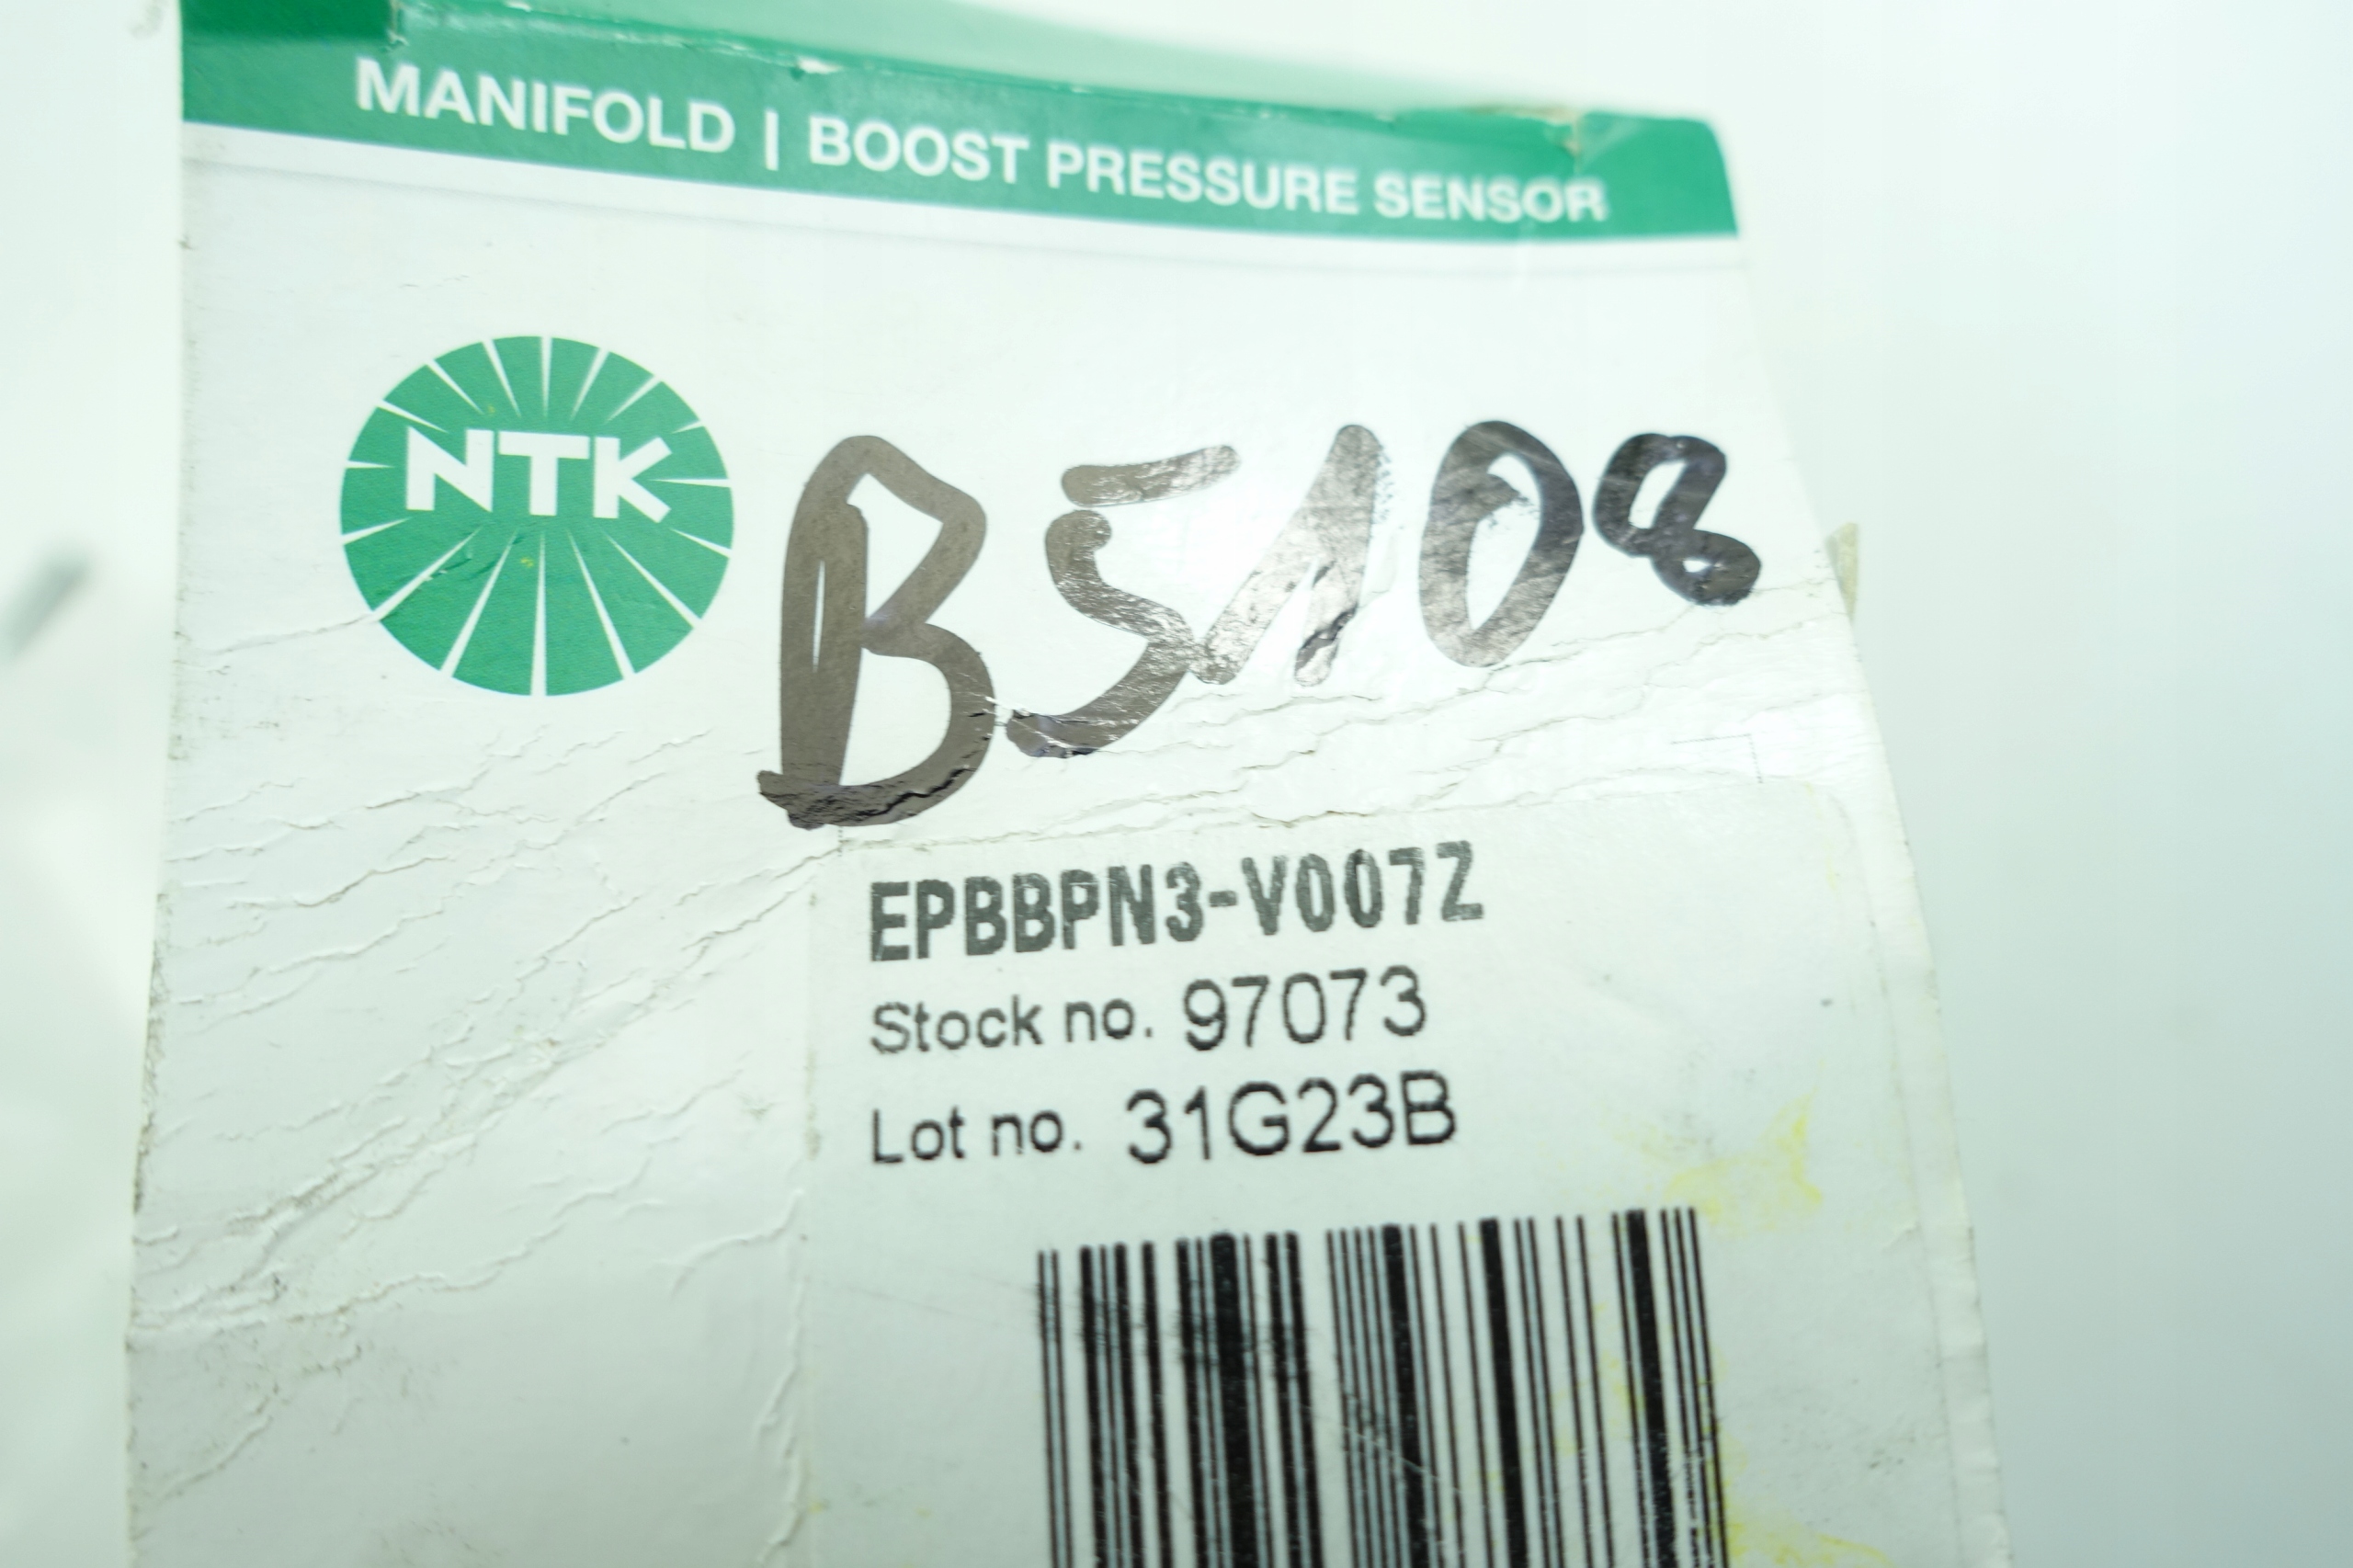 MANIFOLD | BOOST PRESSURE SENSOR
NTK
B5108
EPBBPN3-V007Z
Stock no. 97073
Lot no. 31G23B